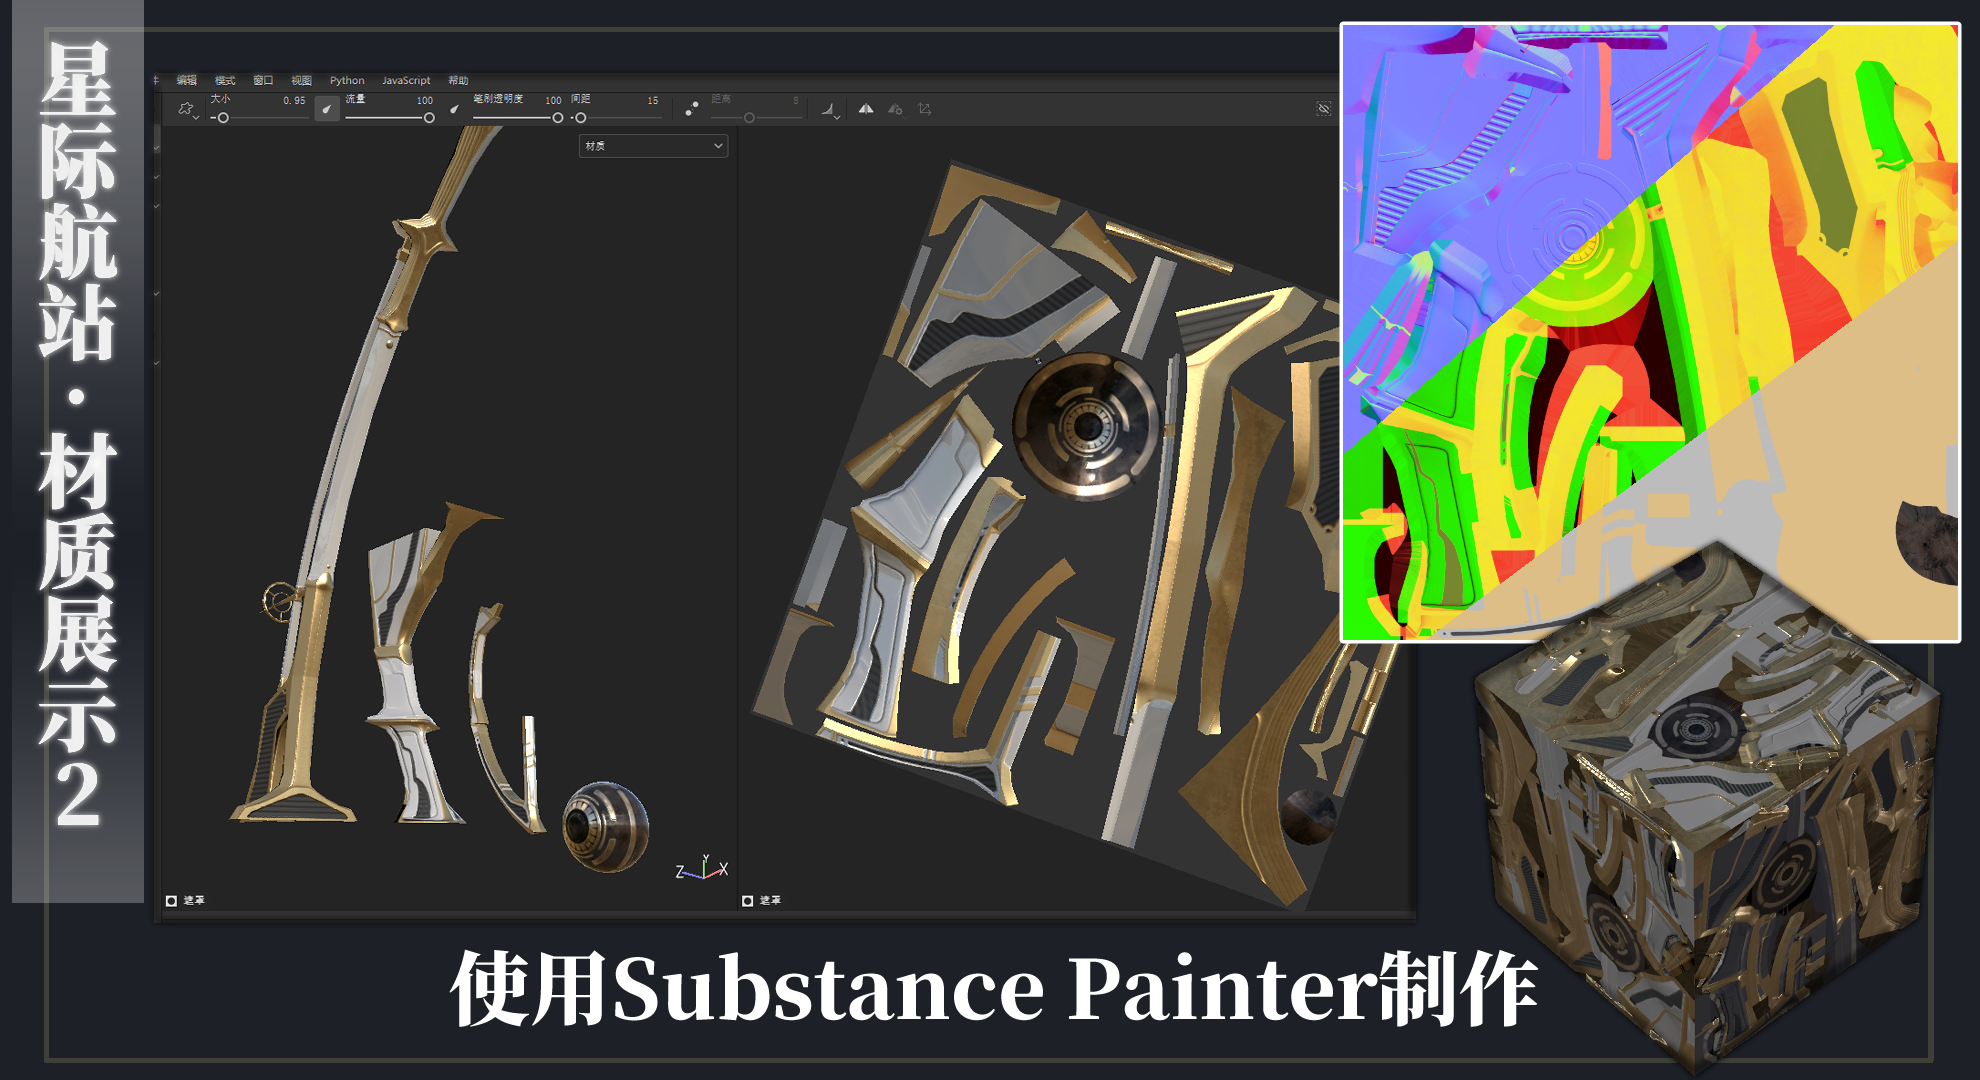 星际航站·材质展示2
编辑 模式 窗口 视图 Python JavaScript 帮助
大小 0.95 流量 100 笔刷透明度 100 间距 15 距离 8
材质
Y
Z X
遮罩 遮罩
使用Substance Painter制作